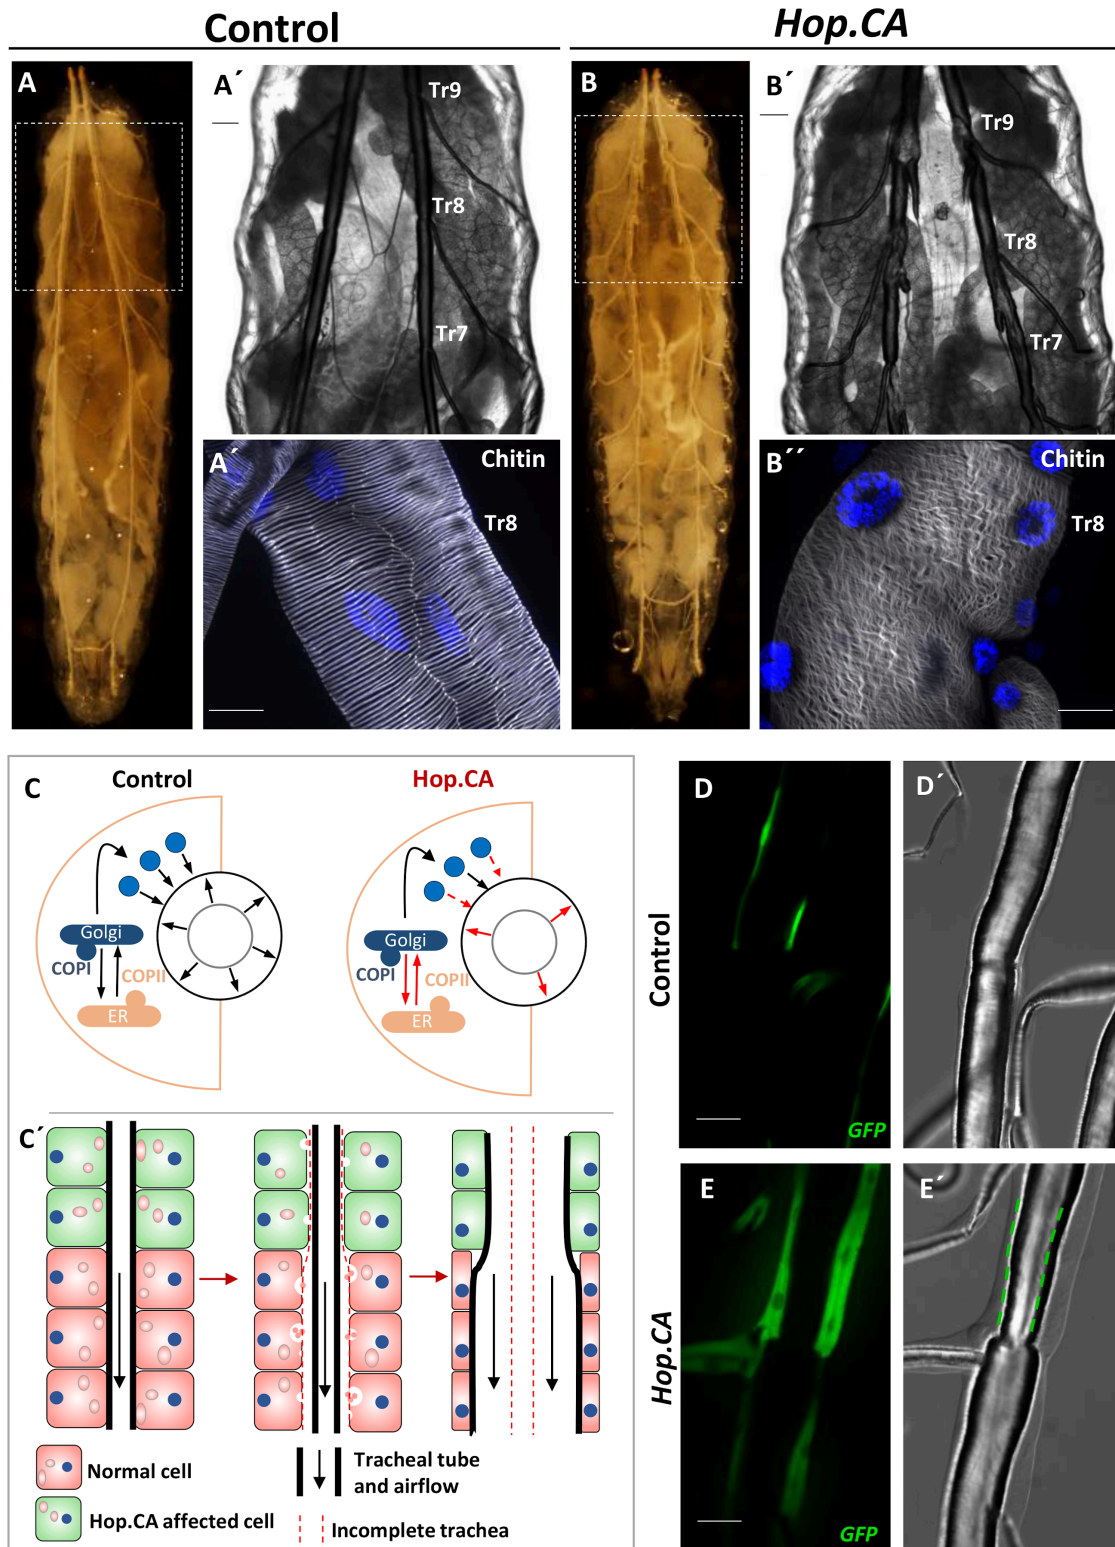 Control
Hop.CA
A
A´
Tr9
Tr8
Tr7
B
B´
Tr9
Tr8
Tr7
A´
Chitin
Tr8
B´´
Chitin
Tr8
C
Control
Hop.CA
Golgi
COPI
COPII
ER
Golgi
COPI
COPII
ER
C´
Normal cell
Hop.CA affected cell
Tracheal tube
and airflow
Incomplete trachea
Control
D
GFP
D´
Hop.CA
E
GFP
E´